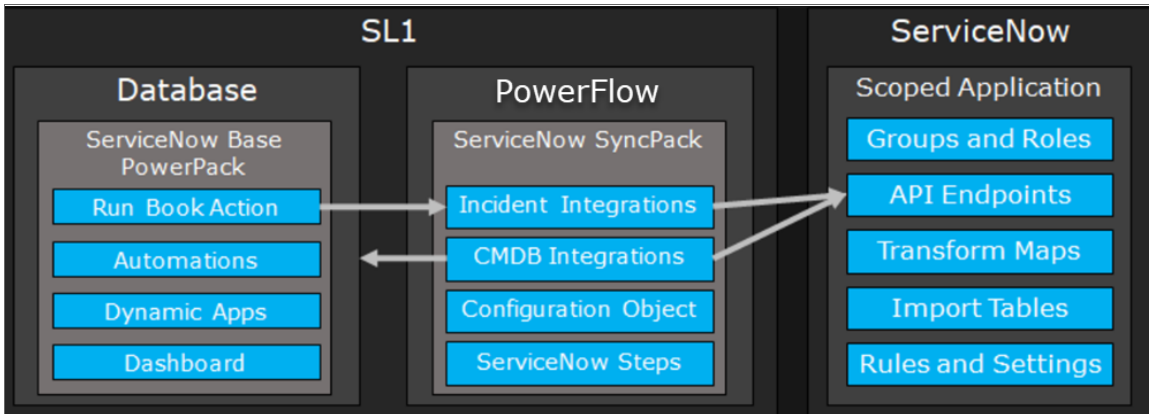 SL1
Database
ServiceNow Base
PowerPack
Run Book Action
Automations
Dynamic Apps
Dashboard
PowerFlow
ServiceNow SyncPack
Incident Integrations
CMDB Integrations
Configuration Object
ServiceNow Steps
ServiceNow
Scoped Application
Groups and Roles
API Endpoints
Transform Maps
Import Tables
Rules and Settings